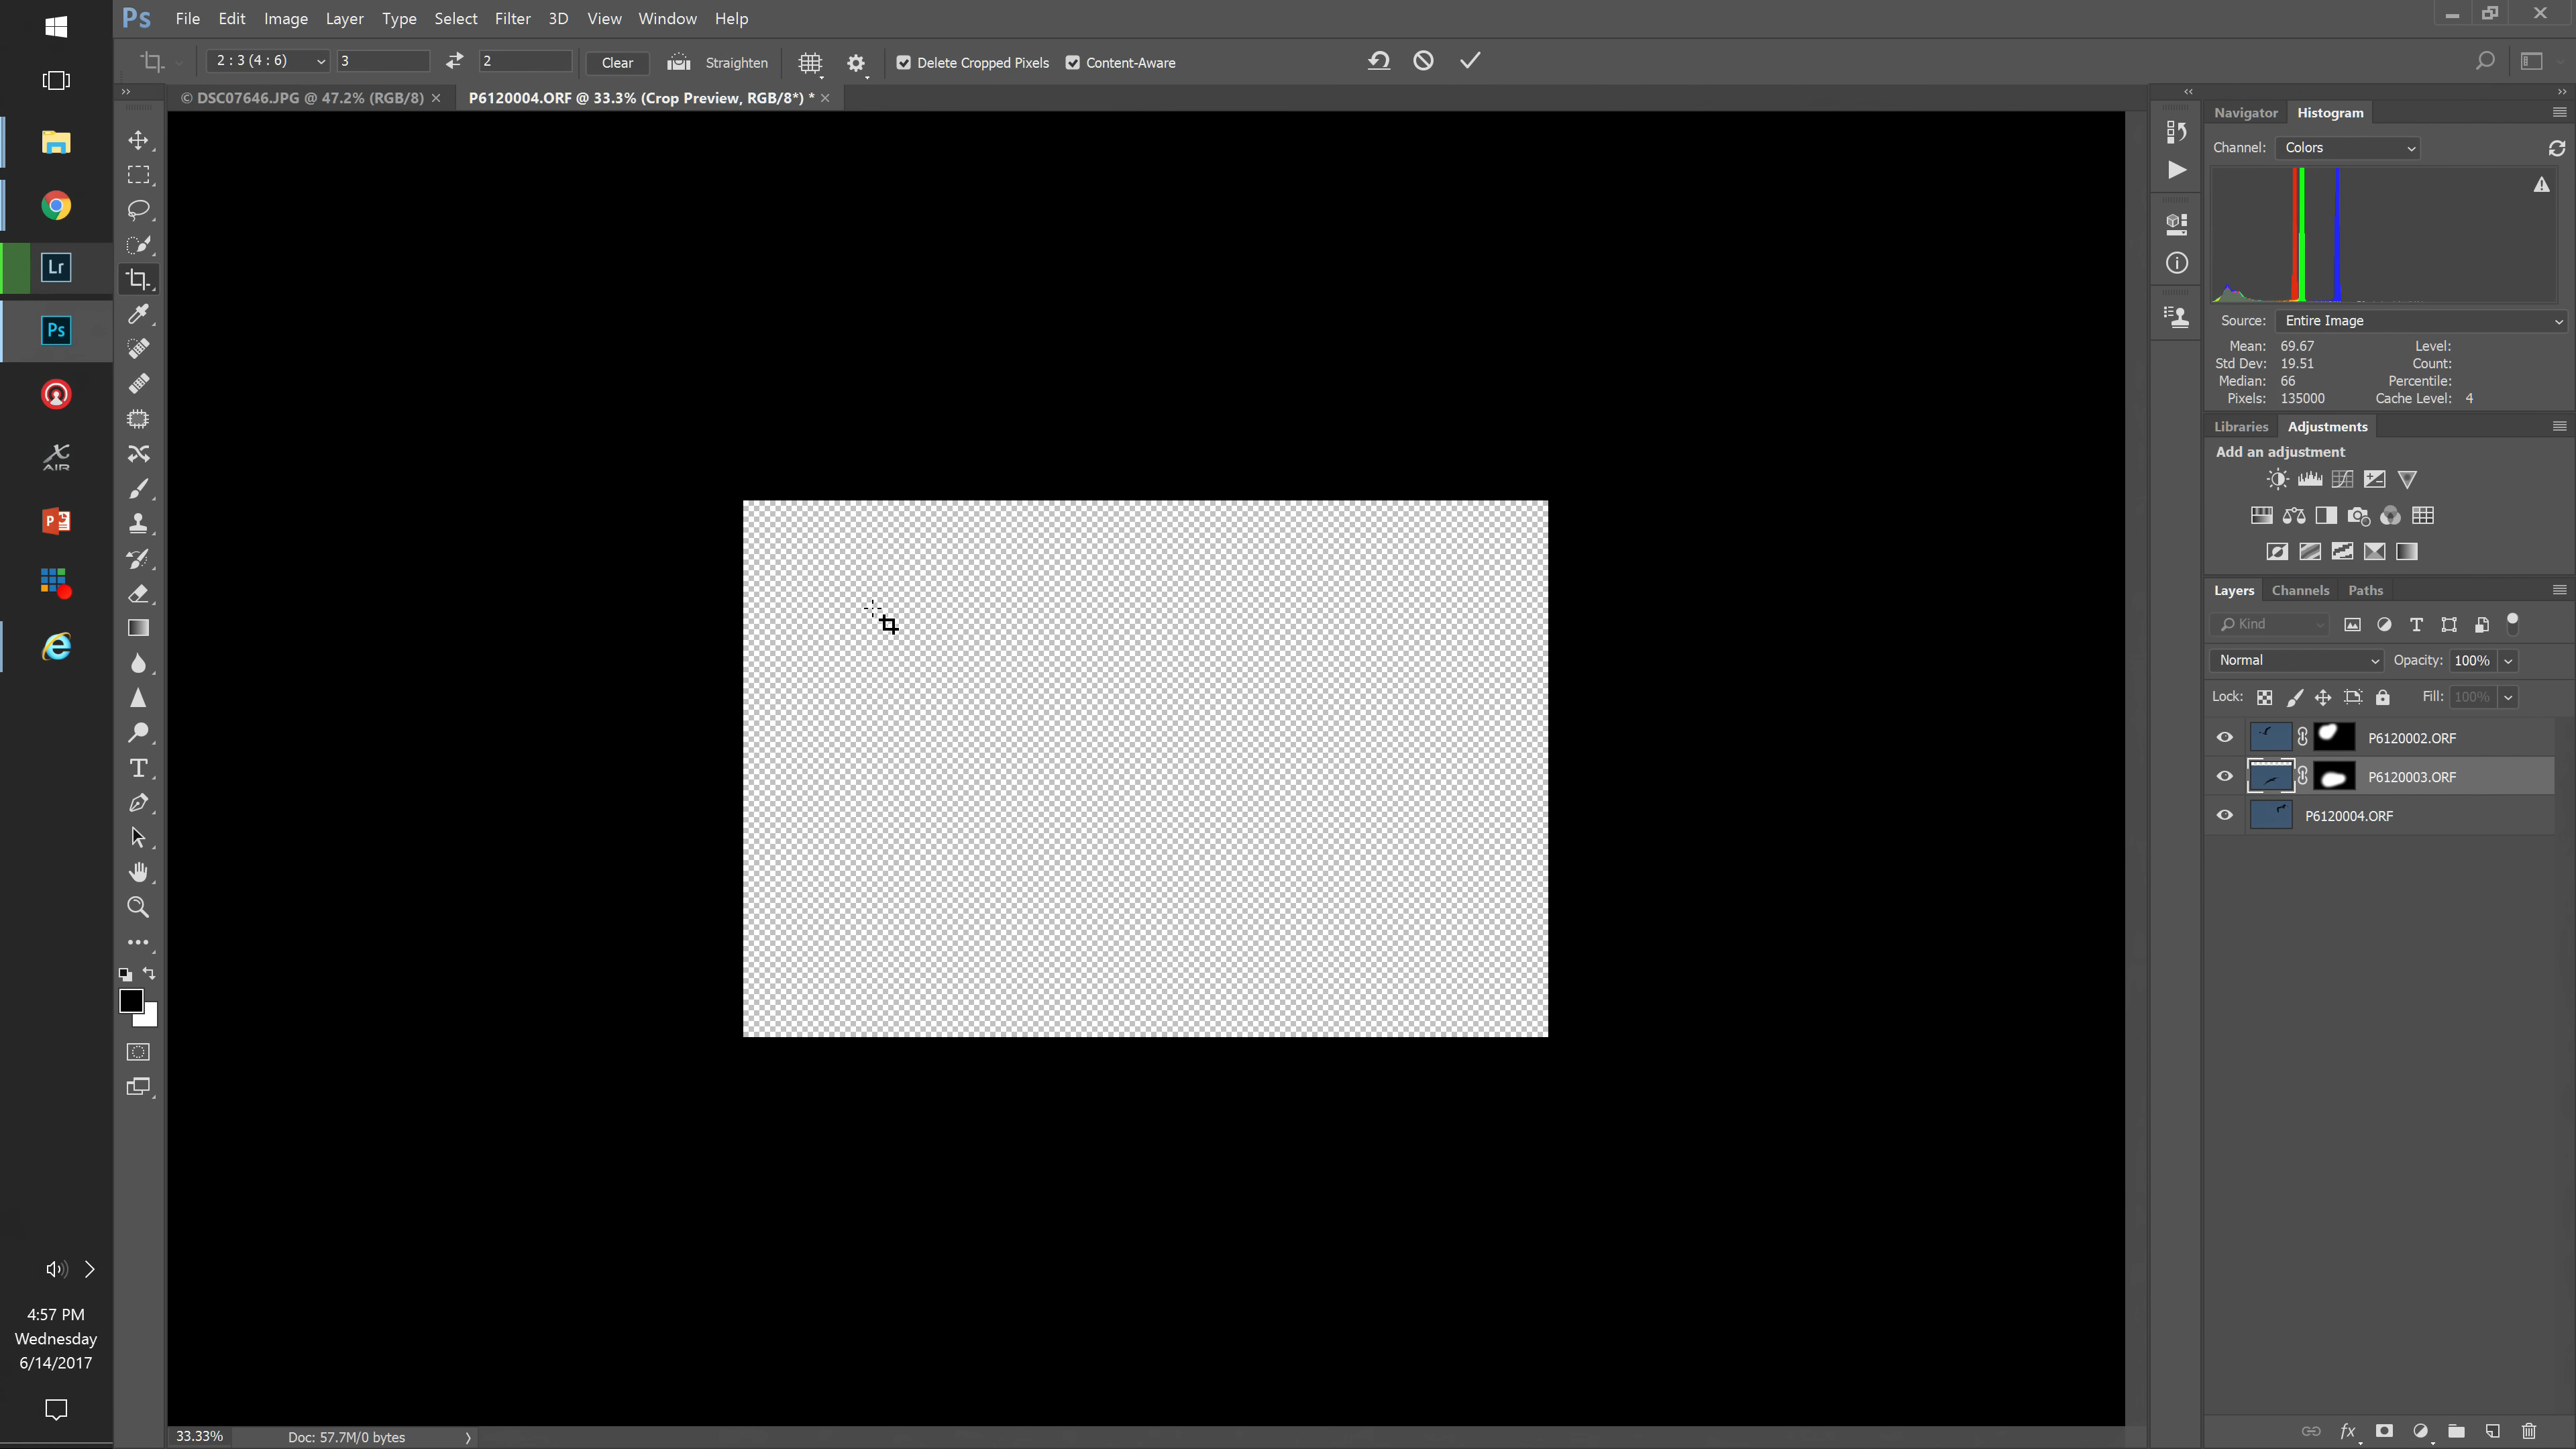 Ps File Edit Image Layer Type Select Filter 3D View Window Help
2 : 3 (4 : 6) 3 2 Clear Straighten Delete Cropped Pixels Content-Aware
© DSC07646.JPG @ 47.2% (RGB/8) × P6120004.ORF @ 33.3% (Crop Preview, RGB/8*) * ×
Navigator Histogram
Channel: Colors
Source: Entire Image
Mean: 69.67 Level:
Std Dev: 19.51 Count:
Median: 66 Percentile:
Pixels: 135000 Cache Level: 4
Libraries Adjustments
Add an adjustment
Layers Channels Paths
Kind
Normal Opacity: 100%
Lock: Fill: 100%
P6120002.ORF
P6120003.ORF
P6120004.ORF
Lr
Ps
X
AIR
P
4:57 PM
Wednesday
6/14/2017
33.33% Doc: 57.7M/0 bytes
fx